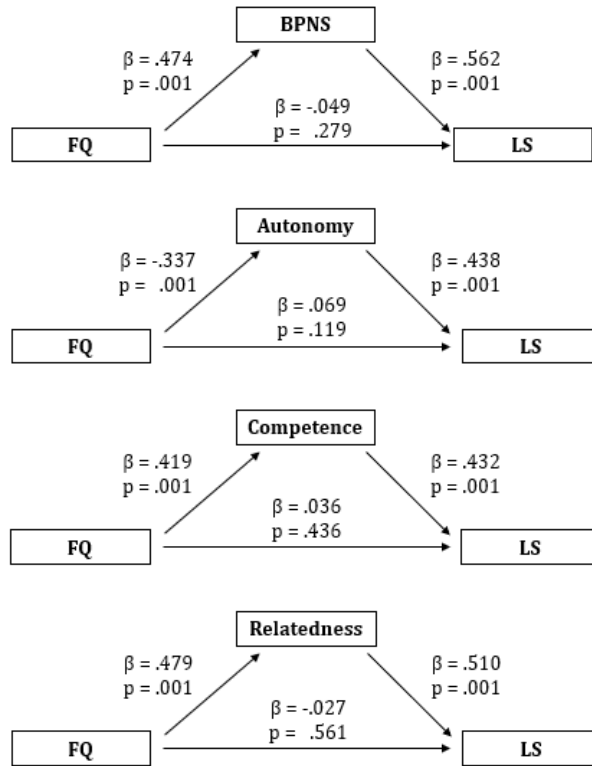 BPNS
β = .474
p = .001
β = .562
p = .001
β = -.049
p = .279
FQ
LS
Autonomy
β = -.337
p = .001
β = .438
p = .001
β = .069
p = .119
FQ
LS
Competence
β = .419
p = .001
β = .432
p = .001
β = .036
p = .436
FQ
LS
Relatedness
β = .479
p = .001
β = .510
p = .001
β = -.027
p = .561
FQ
LS